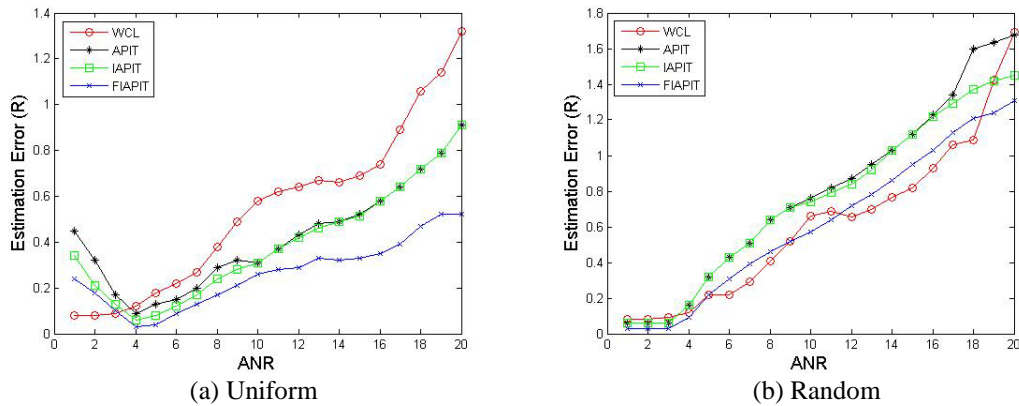 1.4
1.2
1
0.8
0.6
0.4
0.2
0
Estimation Error (R)
WCL
APIT
IAPIT
FIAPIT
0 2 4 6 8 10 12 14 16 18 20
ANR
(a) Uniform
1.8
1.6
1.4
1.2
1
0.8
0.6
0.4
0.2
0
Estimation Error (R)
WCL
APIT
IAPIT
FIAPIT
0 2 4 6 8 10 12 14 16 18 20
ANR
(b) Random